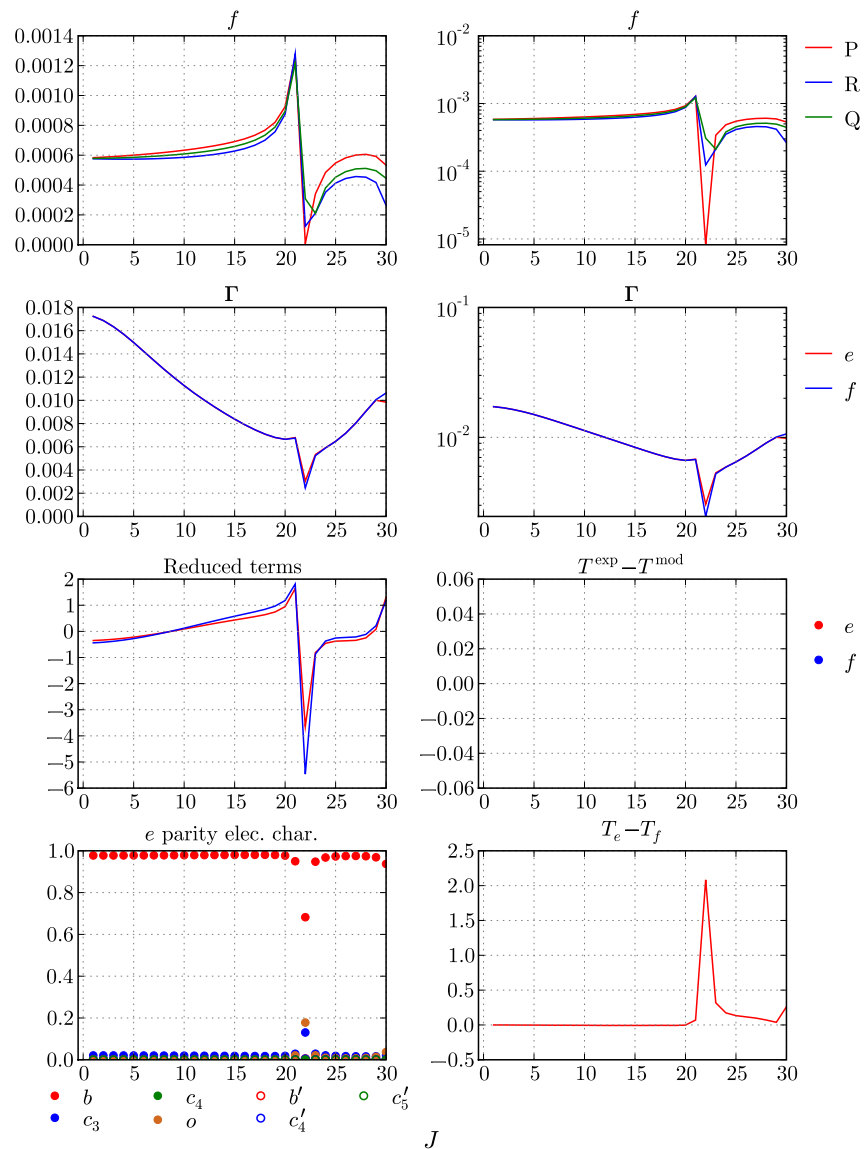 f f
0.0014 10⁻² P
0.0012 R
0.0010 10⁻³ Q
0.0008
0.0006
0.0004 10⁻⁴
0.0002
0.0000 10⁻⁵
0 5 10 15 20 25 30 0 5 10 15 20 25 30
Γ Γ
0.018 10⁻¹
0.016
0.014 e
0.012 f
0.010
0.008 10⁻²
0.006
0.004
0.002
0.000
0 5 10 15 20 25 30 0 5 10 15 20 25 30
Reduced terms T^exp−T^mod
2 0.06
1 0.04 e
0 0.02 f
−1 0.00
−2 −0.02
−3 −0.04
−4 −0.06
−5
−6
0 5 10 15 20 25 30 0 5 10 15 20 25 30
e parity elec. char. T_e−T_f
1.0 2.5
0.8 2.0
0.6 1.5
0.4 1.0
0.2 0.5
0.0 0.0
−0.5
0 5 10 15 20 25 30 0 5 10 15 20 25 30
b c₄ b′ c′₅
c₃ o c′₄
J